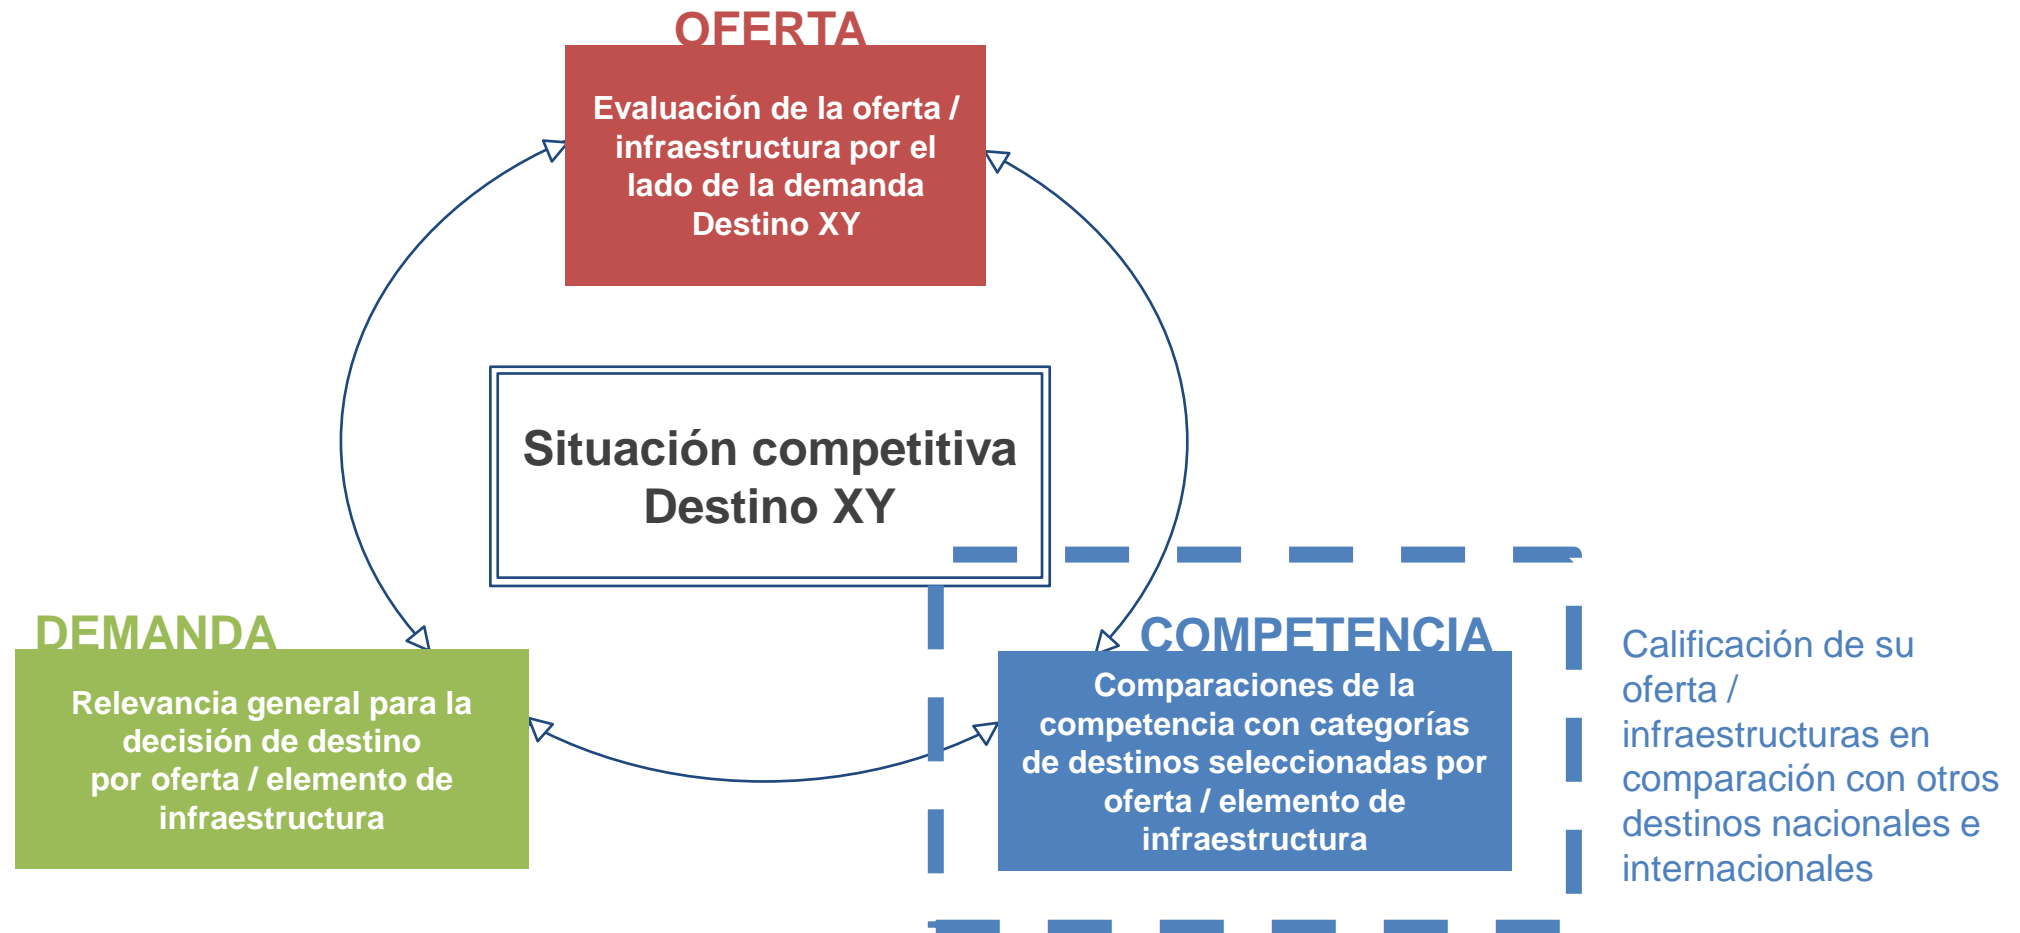 OFERTA
Evaluación de la oferta /
infraestructura por el
lado de la demanda
Destino XY
Situación competitiva
Destino XY
DEMANDA
Relevancia general para la
decisión de destino
por oferta / elemento de
infraestructura
COMPETENCIA
Comparaciones de la
competencia con categorías
de destinos seleccionadas por
oferta / elemento de
infraestructura
Calificación de su
oferta /
infraestructuras en
comparación con otros
destinos nacionales e
internacionales